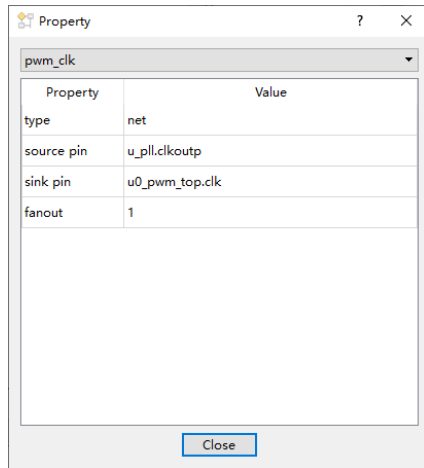 Property ?
pwm_clk
Property Value
type net
source pin u_pll.clkoutp
sink pin u0_pwm_top.clk
fanout 1
Close